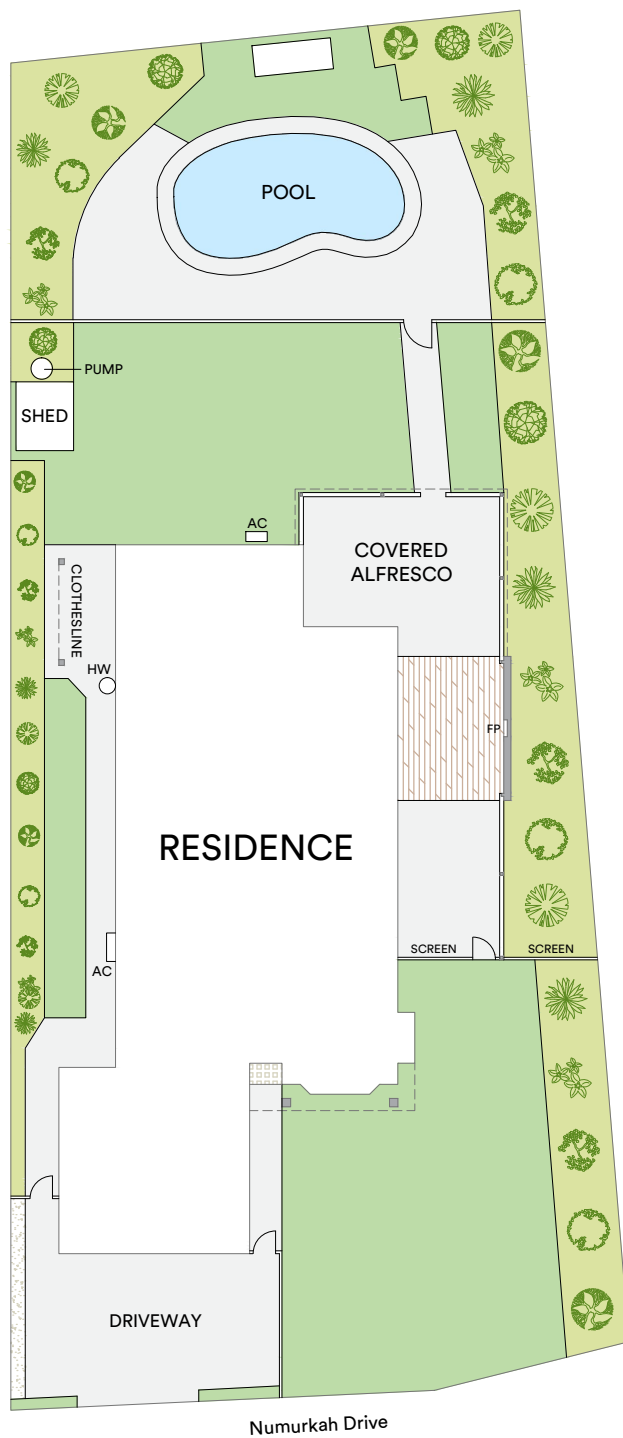 POOL
PUMP
SHED
AC
COVERED
ALFRESCO
CLOTHESLINE
HW
FP
RESIDENCE
SCREEN
SCREEN
AC
DRIVEWAY
Numurkah Drive